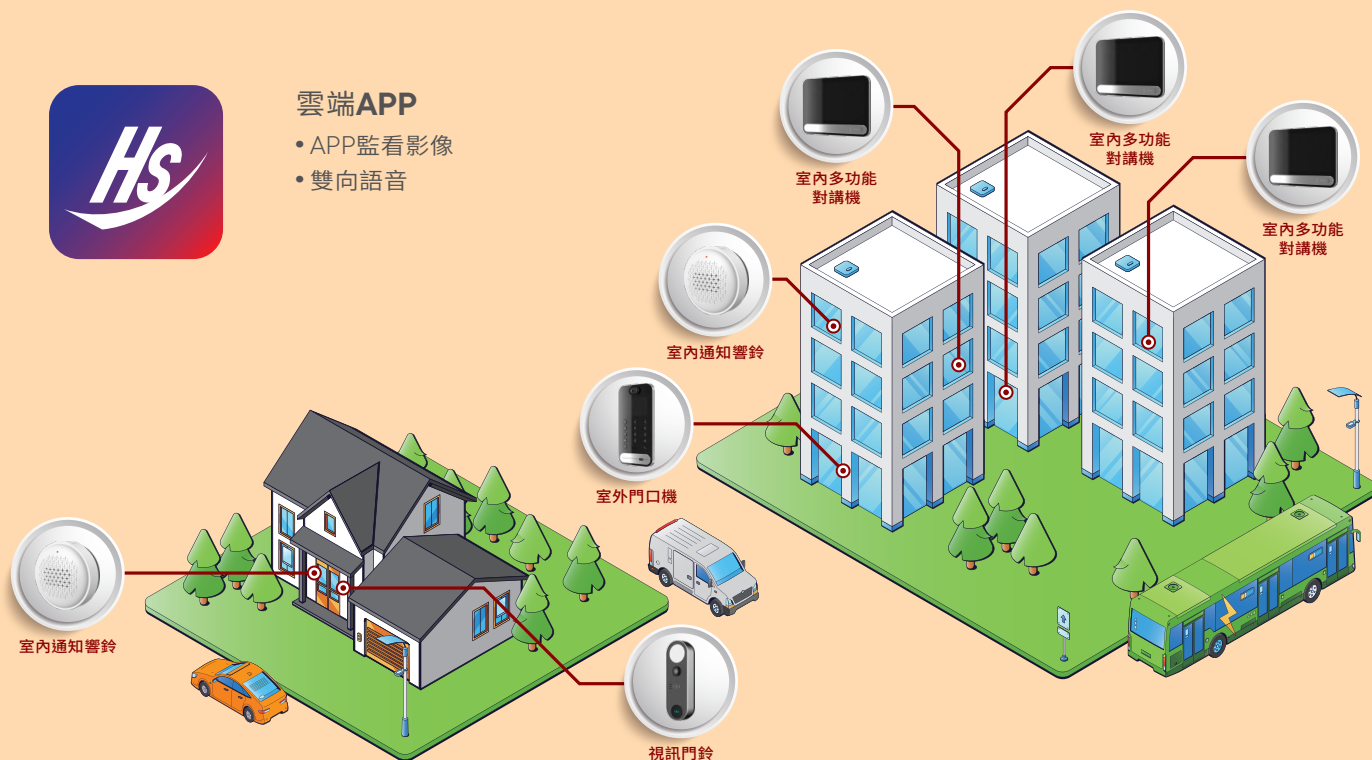 HS
雲端APP
• APP監看影像
• 雙向語音
室內多功能
對講機
室內多功能
對講機
室內多功能
對講機
室內通知響鈴
室外門口機
室內通知響鈴
視訊門鈴